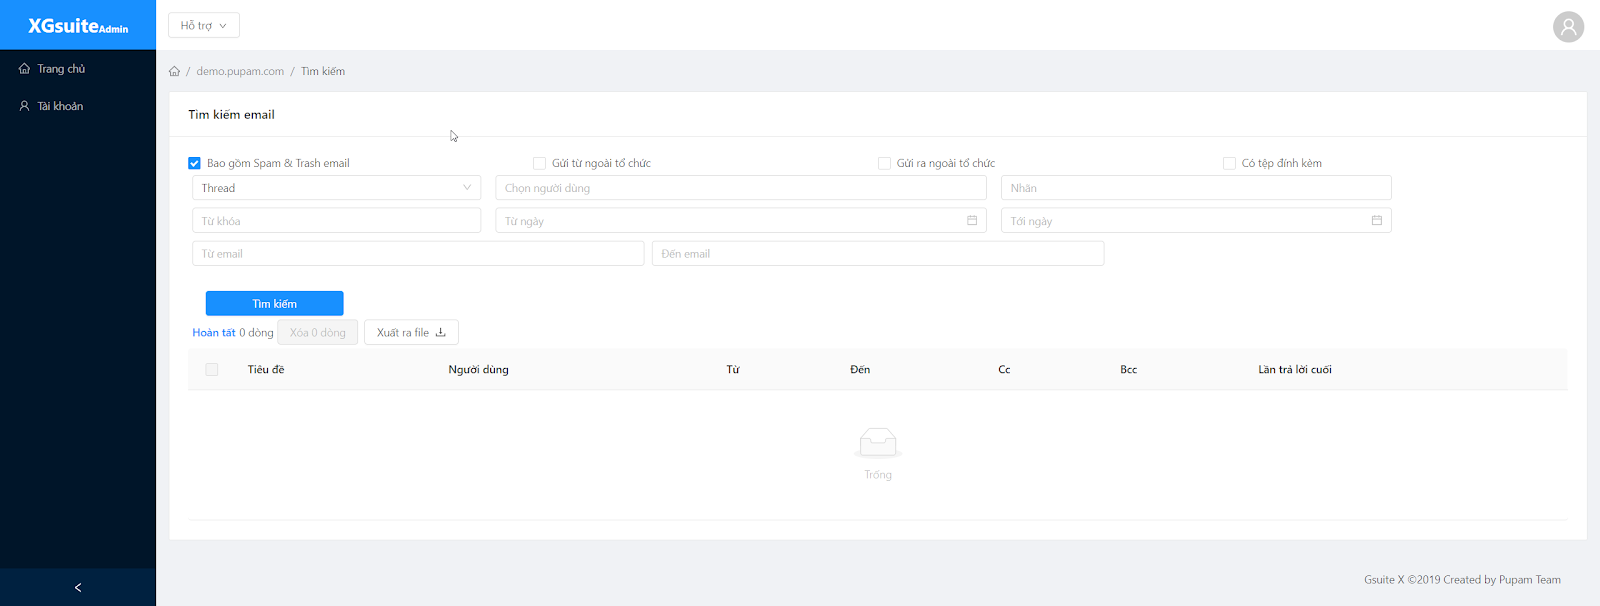 XGsuiteAdmin
Hỗ trợ
Trang chủ
Tài khoản
/ demo.pupam.com / Tìm kiếm
Tìm kiếm email
Bao gồm Spam & Trash email
Gửi từ ngoài tổ chức
Gửi ra ngoài tổ chức
Có tệp đính kèm
Thread
Chọn người dùng
Nhãn
Từ khóa
Từ ngày
Tới ngày
Từ email
Đến email
Tìm kiếm
Hoàn tất 0 dòng
Xóa 0 dòng
Xuất ra file
Tiêu đề
Người dùng
Từ
Đến
Cc
Bcc
Lần trả lời cuối
Trống
Gsuite X ©2019 Created by Pupam Team